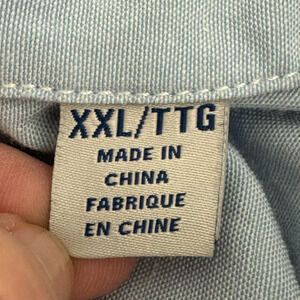 XXL/TTG
MADE IN
CHINA
FABRIQUE
EN CHINE